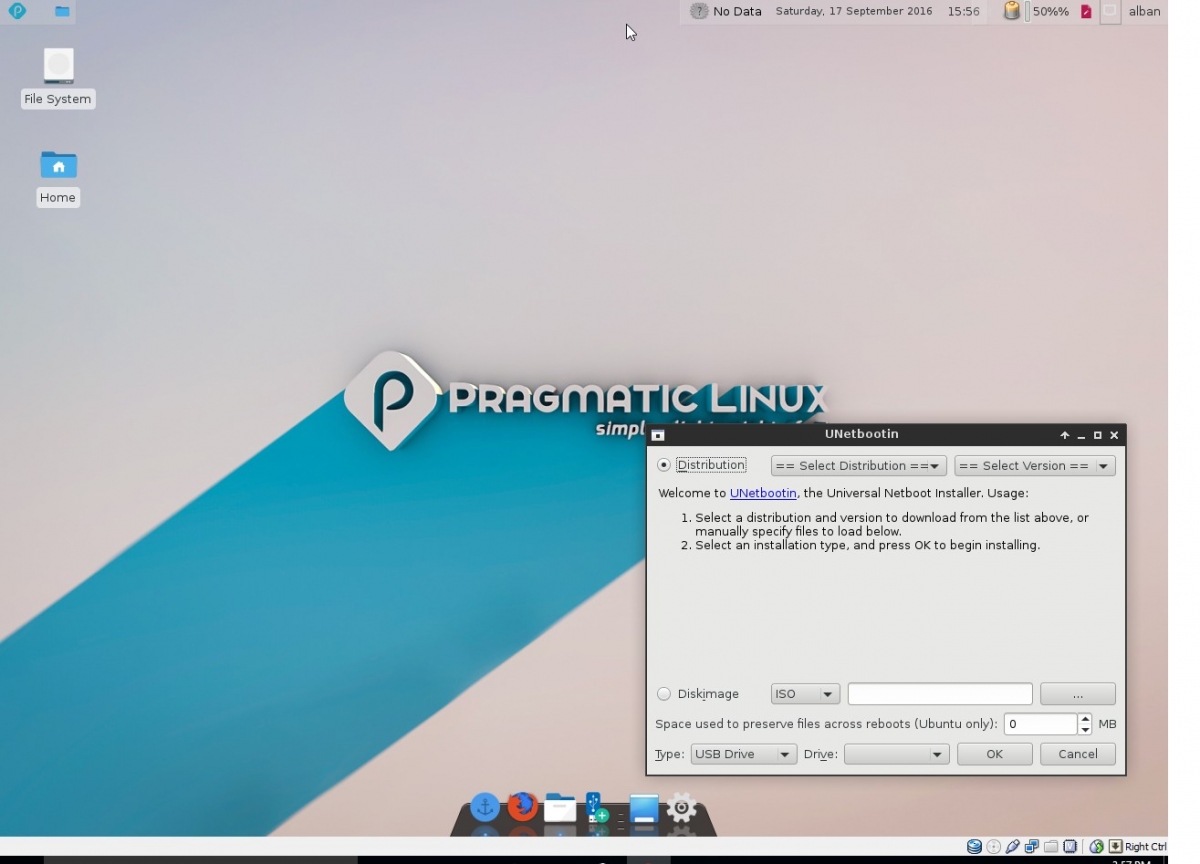 No Data Saturday, 17 September 2016 15:56 50%% alban
File System
Home
PRAGMATIC LINUX
UNetbootin
Distribution == Select Distribution == == Select Version ==
Welcome to UNetbootin, the Universal Netboot Installer. Usage:
1. Select a distribution and version to download from the list above, or
manually specify files to load below.
2. Select an installation type, and press OK to begin installing.
Diskimage ISO ...
Space used to preserve files across reboots (Ubuntu only): 0 MB
Type: USB Drive Drive: OK Cancel
Right Ctrl